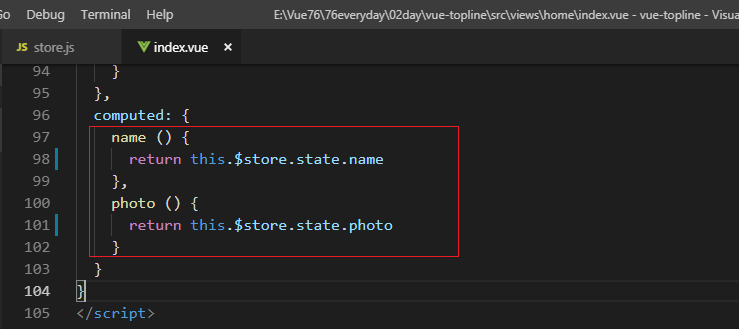 Go Debug Terminal Help E:\Vue76\76everyday\02day\vue-topline\src\views\home\index.vue - vue-topline - Visua
JS store.js index.vue ×
94 }
95 },
96 computed: {
97 name () {
98 return this.$store.state.name
99 },
100 photo () {
101 return this.$store.state.photo
102 }
103 }
104 }
105 </script>